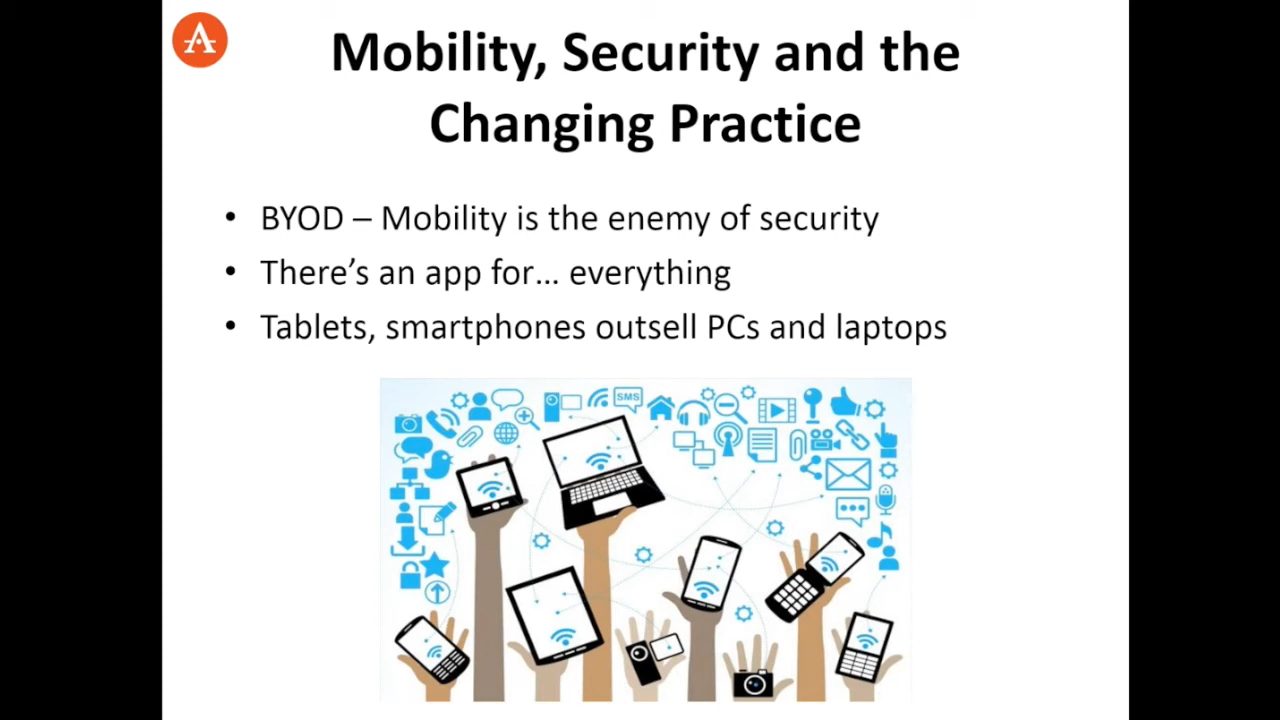 Mobility, Security and the
Changing Practice
• BYOD – Mobility is the enemy of security
• There’s an app for… everything
• Tablets, smartphones outsell PCs and laptops
SMS